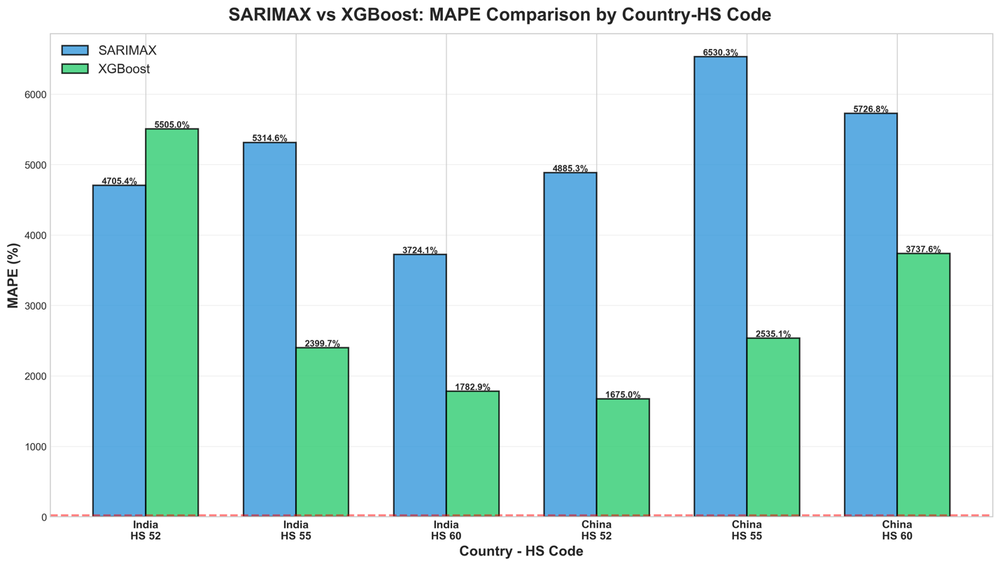 SARIMAX vs XGBoost: MAPE Comparison by Country-HS Code
SARIMAX
XGBoost
MAPE (%)
6000
5000
4000
3000
2000
1000
0
4705.4%
5505.0%
5314.6%
2399.7%
3724.1%
1782.9%
4885.3%
1675.0%
6530.3%
2535.1%
5726.8%
3737.6%
India
HS 52
India
HS 55
India
HS 60
China
HS 52
China
HS 55
China
HS 60
Country - HS Code